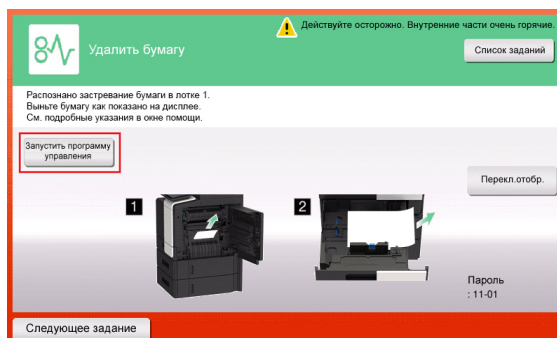 Действуйте осторожно. Внутренние части очень горячие.
Удалить бумагу
Список заданий
Распознано застревание бумаги в лотке 1.
Выньте бумагу как показано на дисплее.
См. подробные указания в окне помощи.
Запустить программу
управления
Перекл.отобр.
1
2
Пароль
: 11-01
Следующее задание